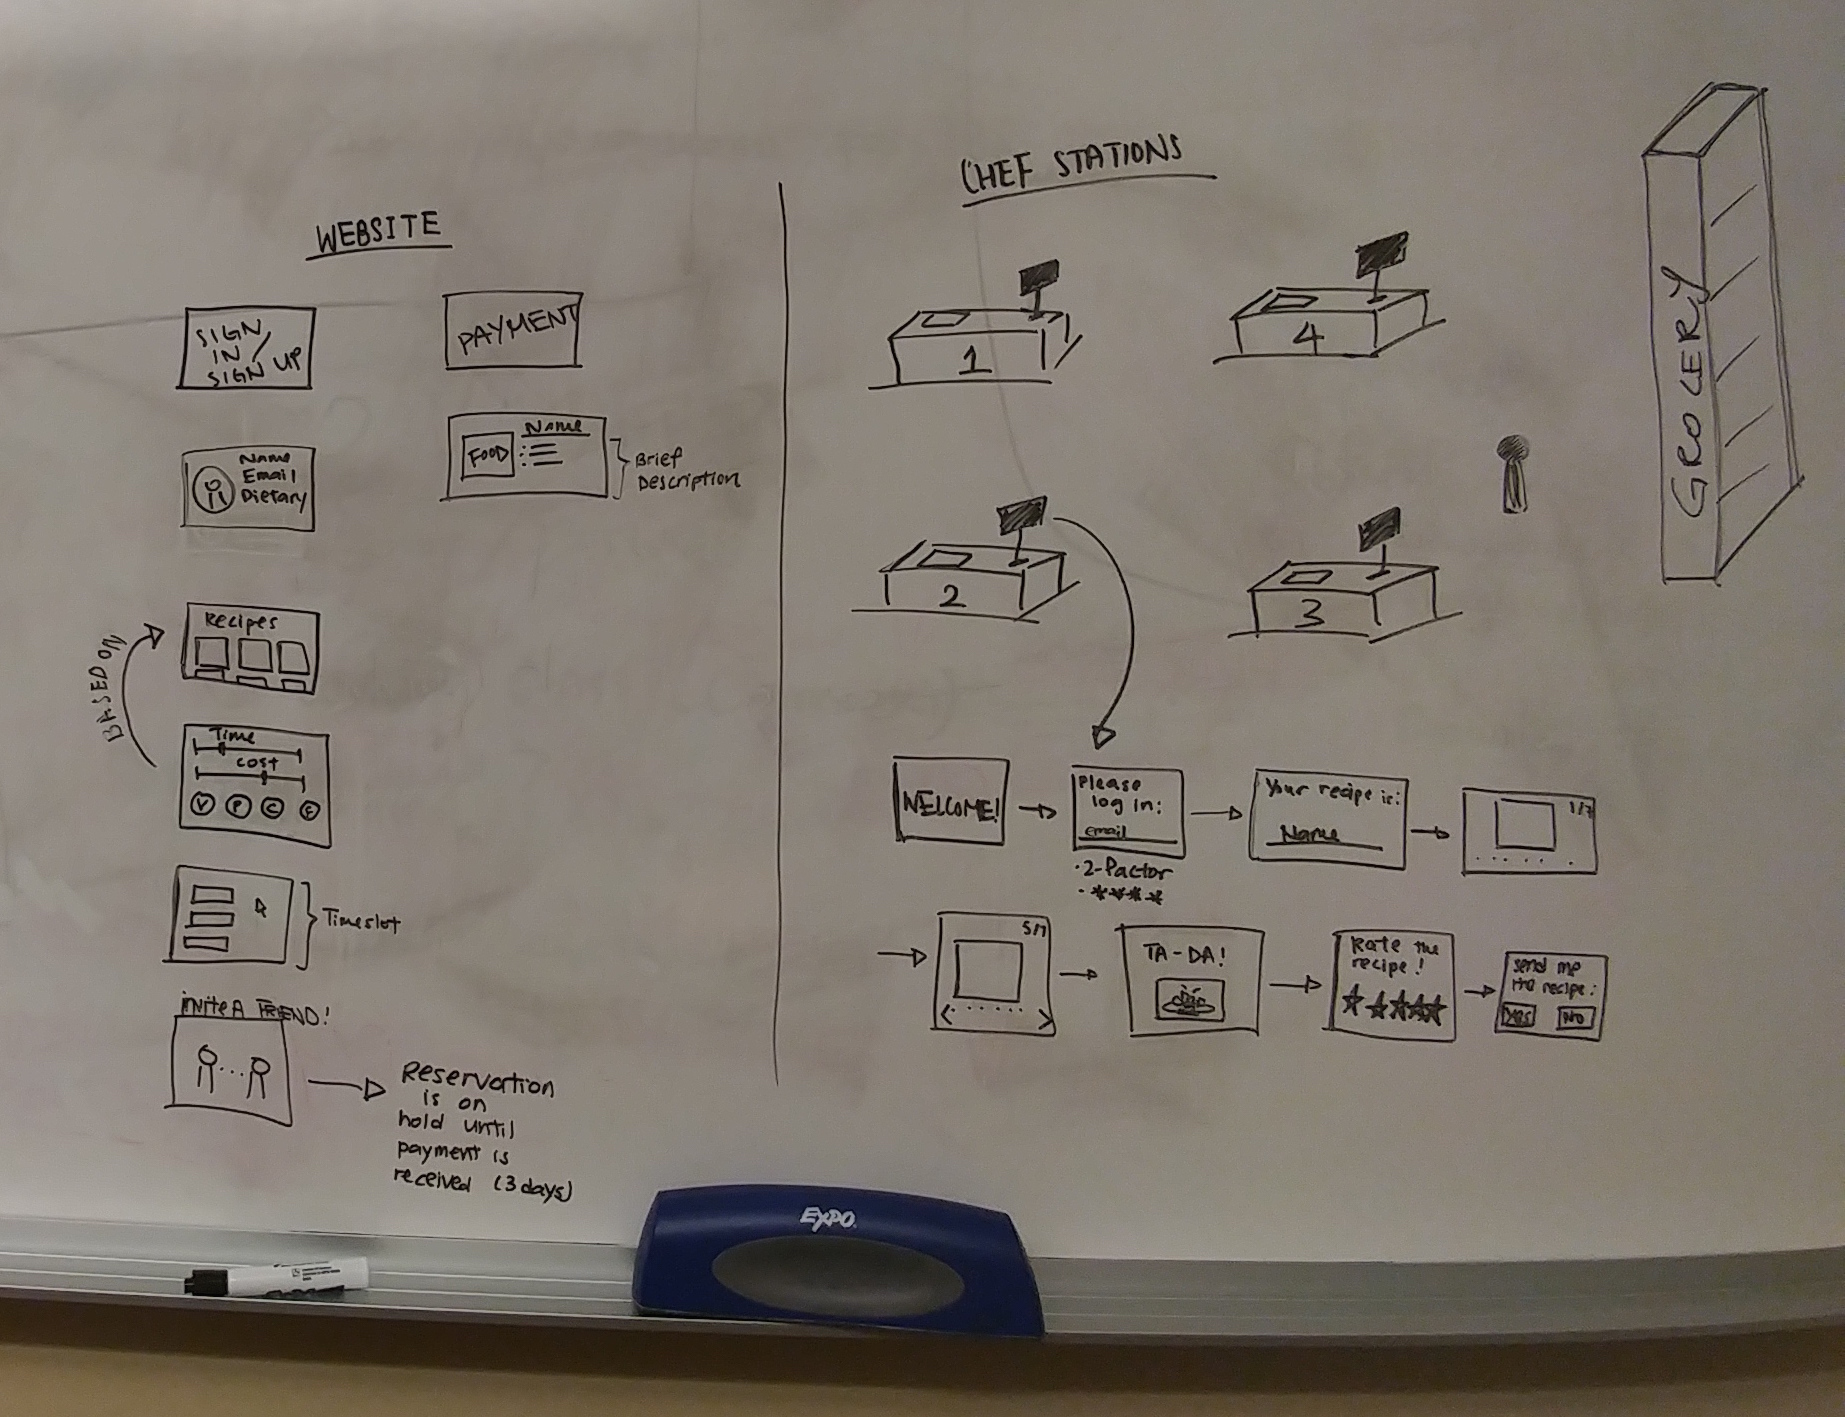 WEBSITE
SIGN
IN /
SIGN UP
PAYMENT
Name
Email
Dietary
FOOD
Name
Brief
Description
BASED ON
Recipes
Time
cost
V P C F
Timeslot
invite A FRIEND!
Reservation
is on
hold until
payment is
received (3 days)
CHEF STATIONS
1
4
2
3
GROCERY
WELCOME!
Please
log in:
email
·2-Factor
- ****
Your recipe is:
Name
1/7
5/7
TA-DA!
Rate the
recipe!
send me
the recipe:
YES NO
EXPO